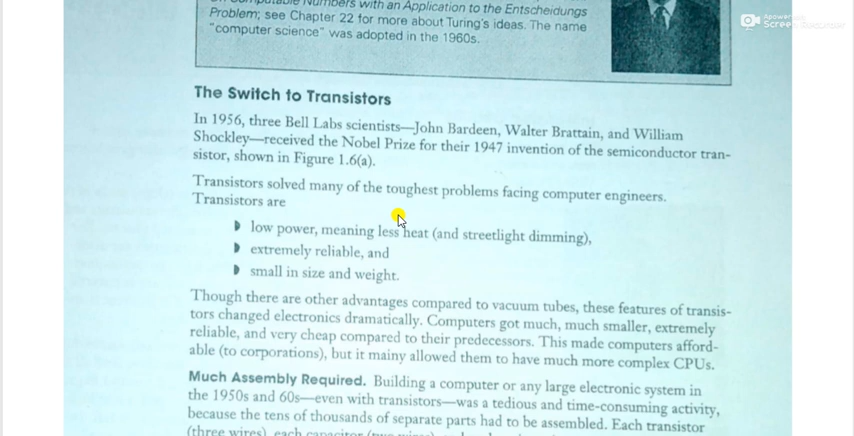 Computable Numbers with an Application to the Entscheidungs
Problem; see Chapter 22 for more about Turing's ideas. The name
"computer science" was adopted in the 1960s.
The Switch to Transistors
In 1956, three Bell Labs scientists—John Bardeen, Walter Brattain, and William
Shockley—received the Nobel Prize for their 1947 invention of the semiconductor tran-
sistor, shown in Figure 1.6(a).
Transistors solved many of the toughest problems facing computer engineers.
Transistors are
low power, meaning less heat (and streetlight dimming),
extremely reliable, and
small in size and weight.
Though there are other advantages compared to vacuum tubes, these features of transis-
tors changed electronics dramatically. Computers got much, much smaller, extremely
reliable, and very cheap compared to their predecessors. This made computers afford-
able (to corporations), but it mainy allowed them to have much more complex CPUs.
Much Assembly Required. Building a computer or any large electronic system in
the 1950s and 60s—even with transistors—was a tedious and time-consuming activity,
because the tens of thousands of separate parts had to be assembled. Each transistor
(three wires), each capacitor (two wires)
Screen Recorder